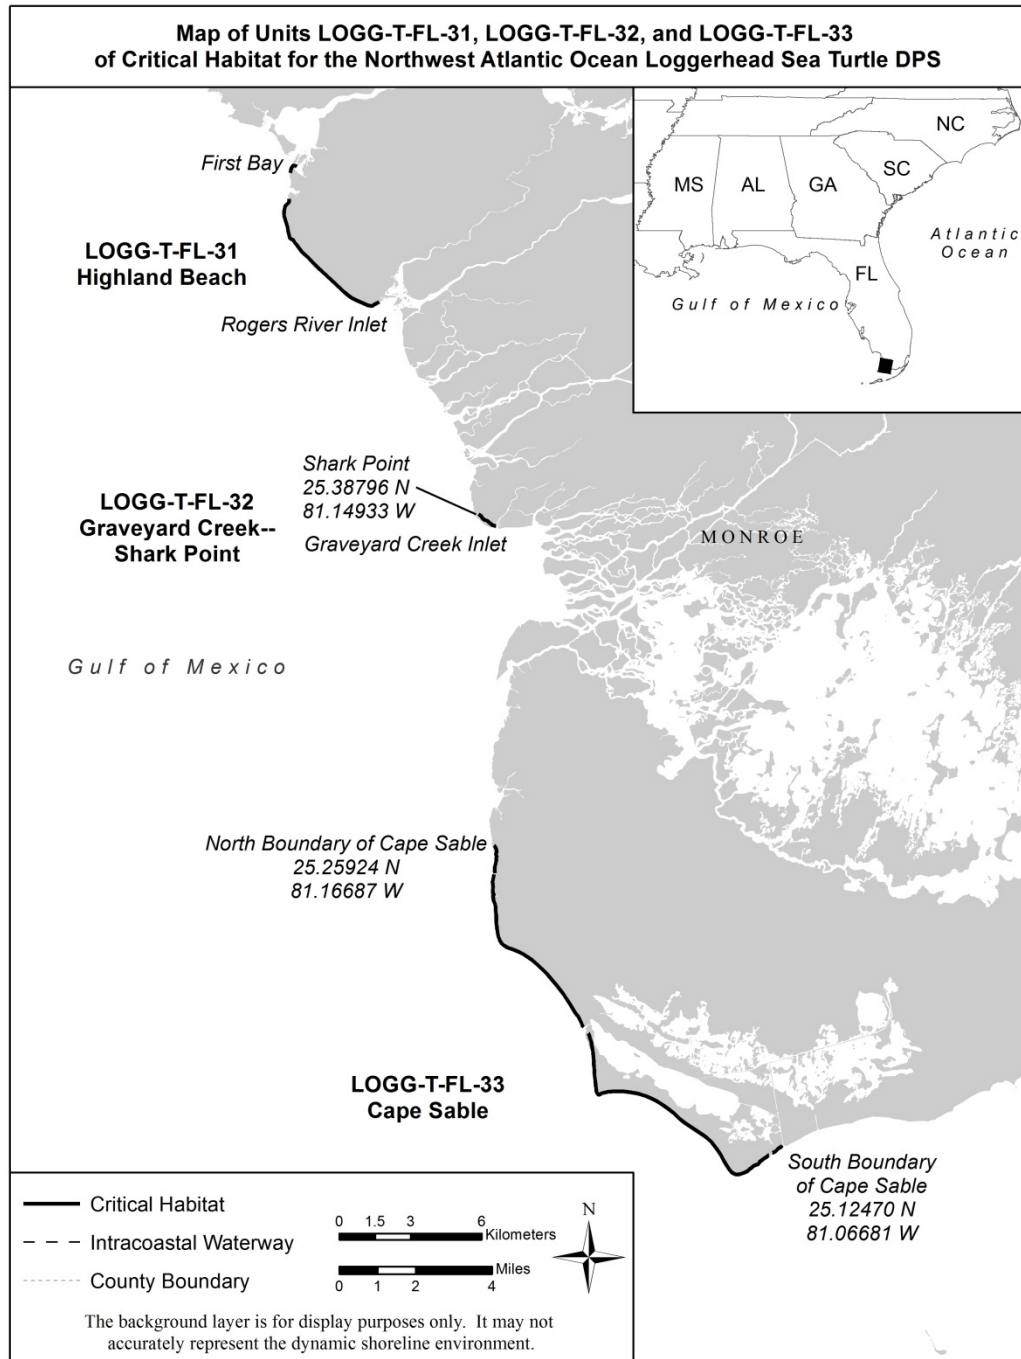 Map of Units LOGG-T-FL-31, LOGG-T-FL-32, and LOGG-T-FL-33
of Critical Habitat for the Northwest Atlantic Ocean Loggerhead Sea Turtle DPS
NC
SC
MS
AL
GA
Atlantic
Ocean
FL
Gulf of Mexico
First Bay
LOGG-T-FL-31
Highland Beach
Rogers River Inlet
Shark Point
25.38796 N
81.14933 W
LOGG-T-FL-32
Graveyard Creek--
Shark Point
Graveyard Creek Inlet
MONROE
Gulf of Mexico
North Boundary of Cape Sable
25.25924 N
81.16687 W
LOGG-T-FL-33
Cape Sable
South Boundary
of Cape Sable
25.12470 N
81.06681 W
Critical Habitat
Intracoastal Waterway
County Boundary
0 1.5 3 6
Kilometers
Miles
0 1 2 4
N
The background layer is for display purposes only. It may not
accurately represent the dynamic shoreline environment.